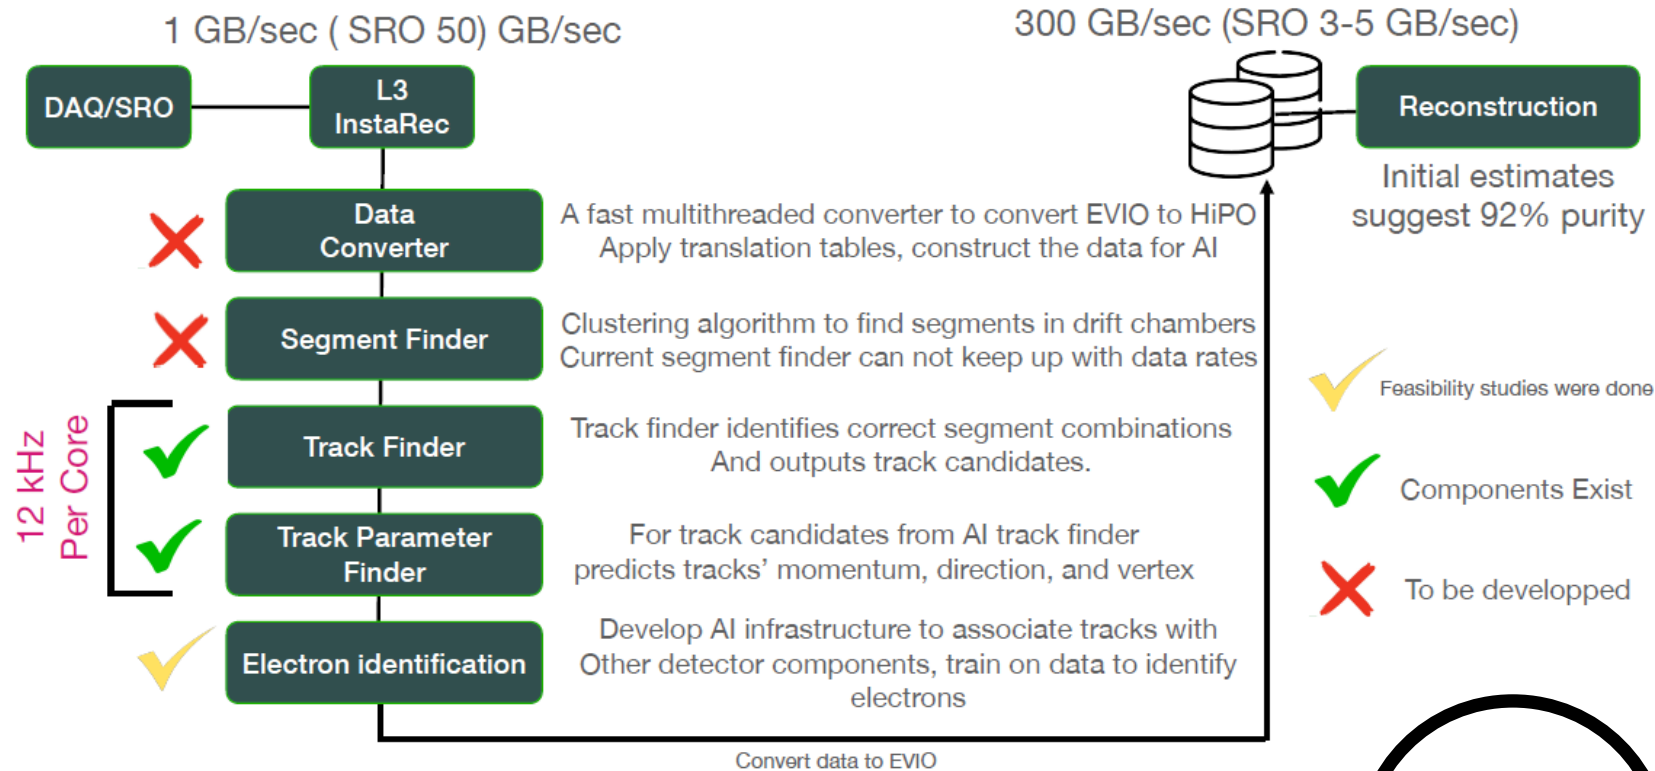 1 GB/sec ( SRO 50) GB/sec
300 GB/sec (SRO 3-5 GB/sec)
DAQ/SRO
L3
InstaRec
Reconstruction
Initial estimates
suggest 92% purity
Data
Converter
A fast multithreaded converter to convert EVIO to HiPO
Apply translation tables, construct the data for AI
Segment Finder
Clustering algorithm to find segments in drift chambers
Current segment finder can not keep up with data rates
12 kHz
Per Core
Track Finder
Track finder identifies correct segment combinations
And outputs track candidates.
Track Parameter
Finder
For track candidates from AI track finder
predicts tracks' momentum, direction, and vertex
Electron identification
Develop AI infrastructure to associate tracks with
Other detector components, train on data to identify
electrons
Convert data to EVIO
Feasibility studies were done
Components Exist
To be developped